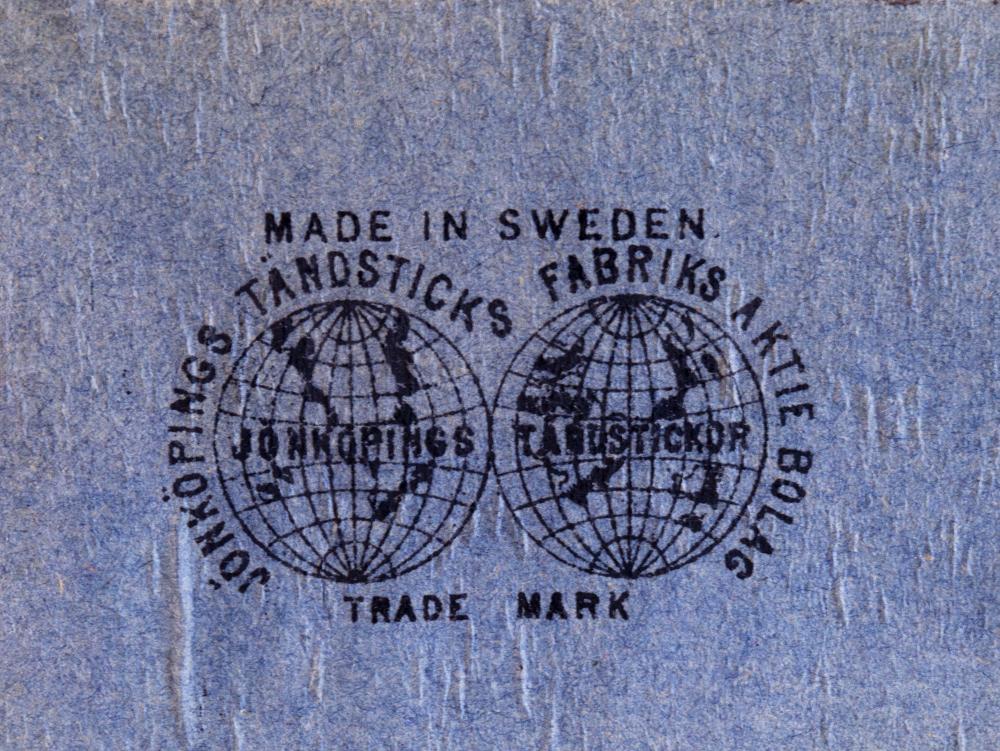 MADE IN SWEDEN.
JÖNKÖPINGS TÄNDSTICKS FABRIKS AKTIE BOLAG
JÖNKÖPINGS TÄNDSTICKOR
TRADE MARK